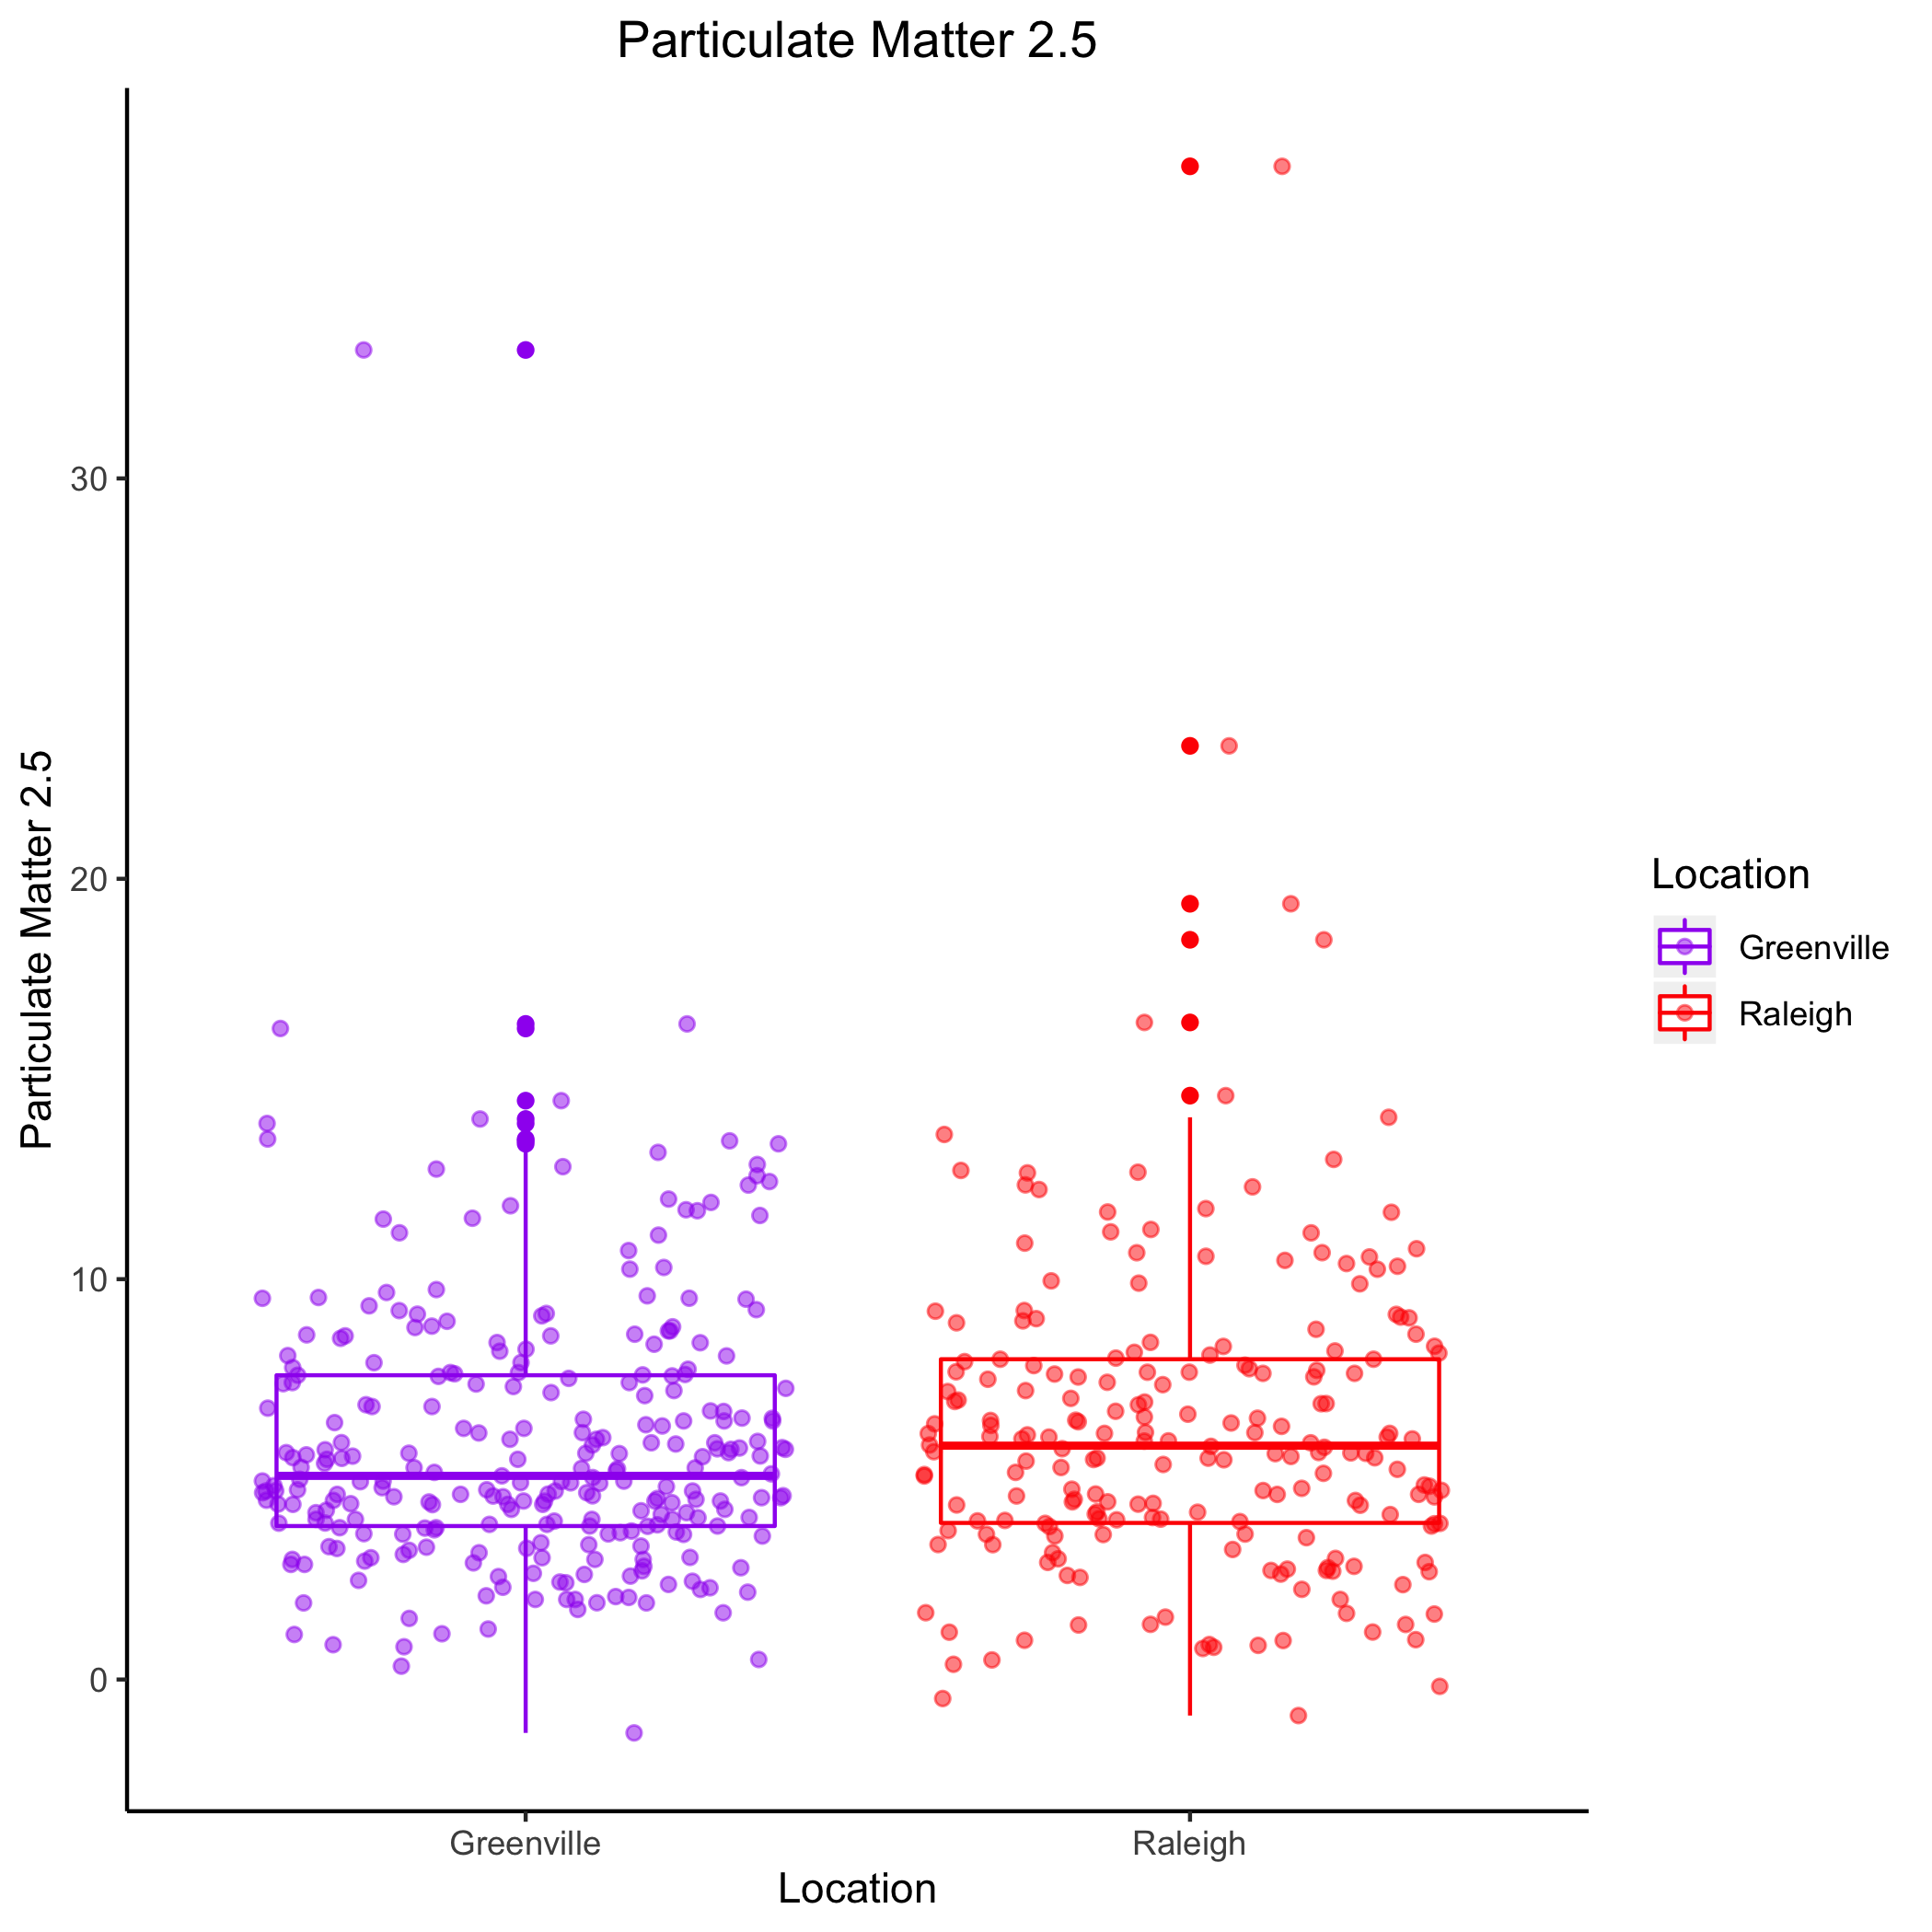 Particulate Matter 2.5
Particulate Matter 2.5
30
20
10
0
Greenville
Raleigh
Location
Location
Greenville
Raleigh